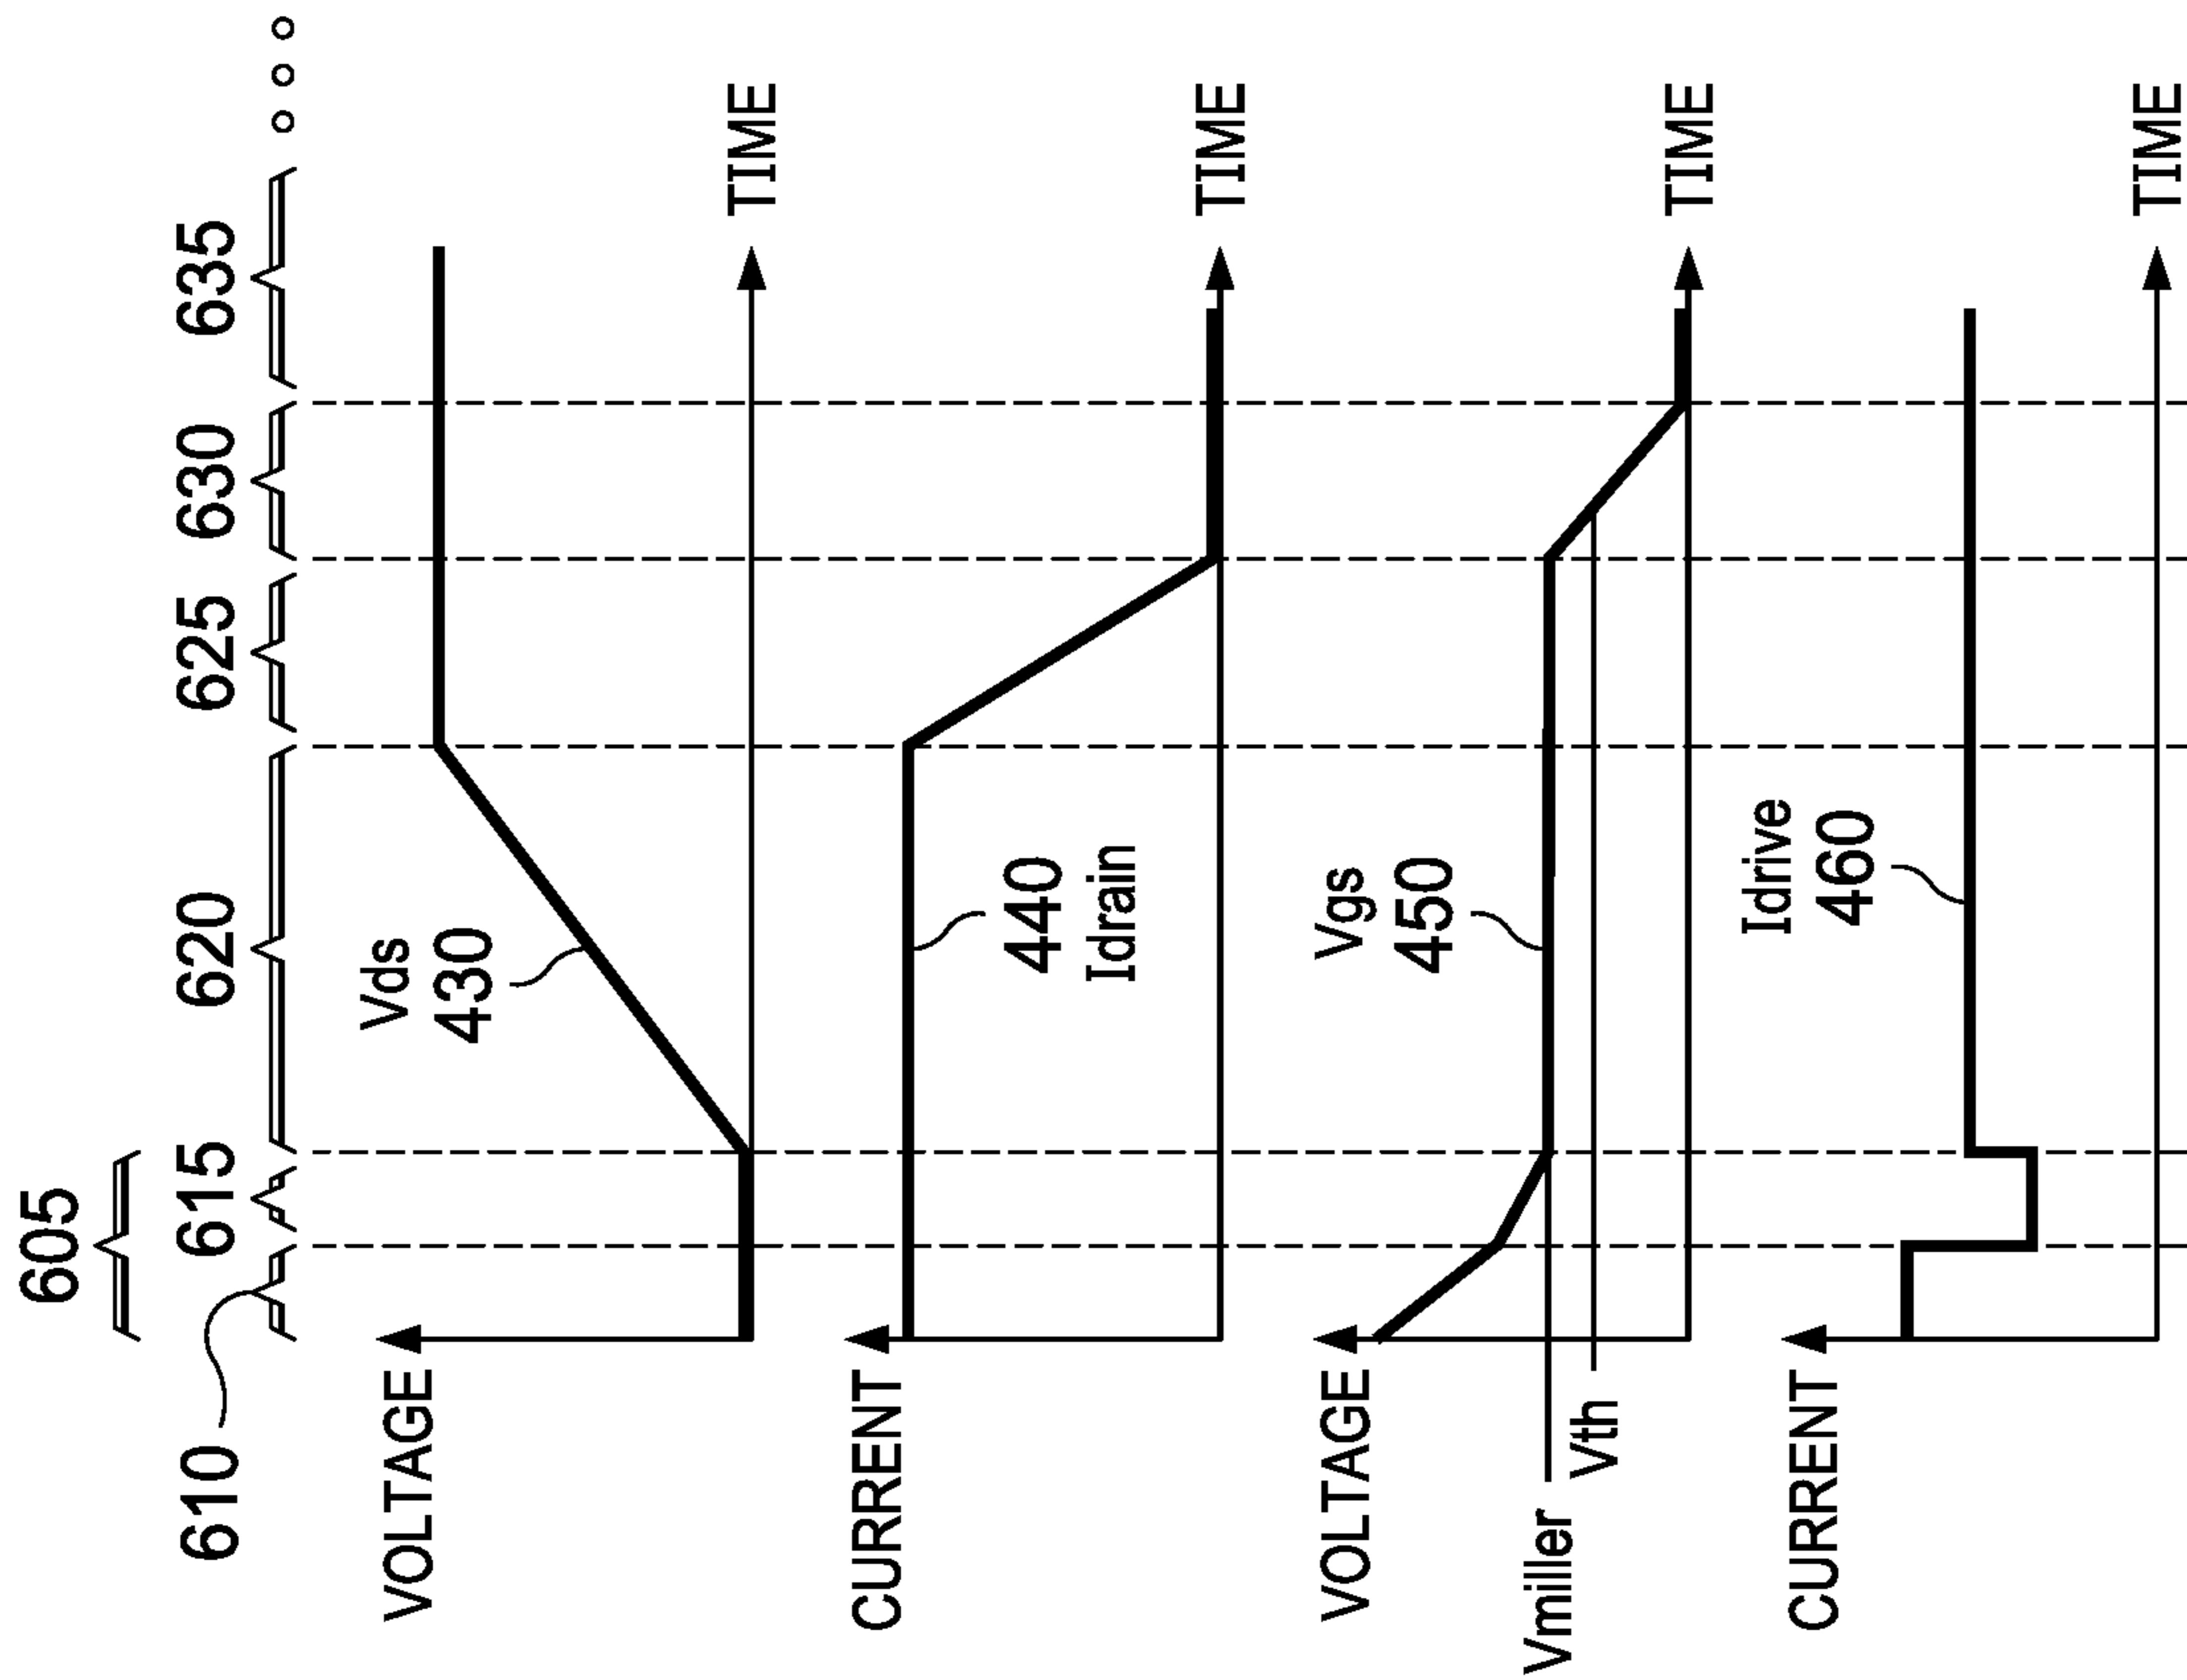 605
610
615
620
625
630
635
VOLTAGE
Vds
430
TIME
CURRENT
440
Idrain
TIME
VOLTAGE
Vgs
450
Vmiller
Vth
TIME
CURRENT
Idrive
460
TIME